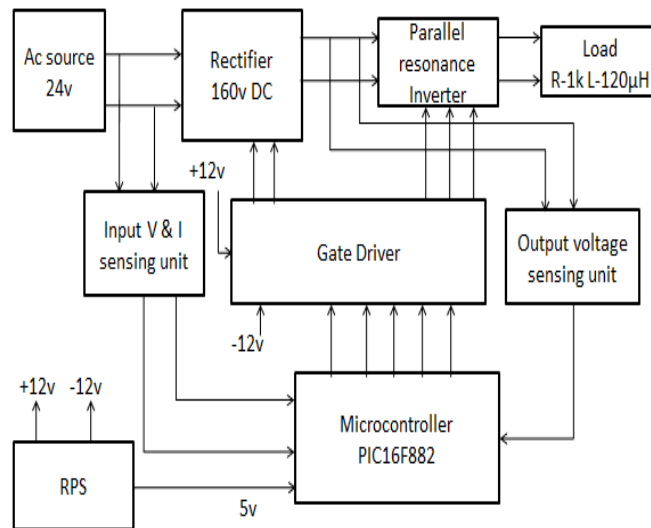 Ac source
24v
Rectifier
160v DC
Parallel
resonance
Inverter
Load
R-1k L-120µH
+12v
Input V & I
sensing unit
Gate Driver
Output voltage
sensing unit
-12v
+12v -12v
Microcontroller
PIC16F882
RPS
5v